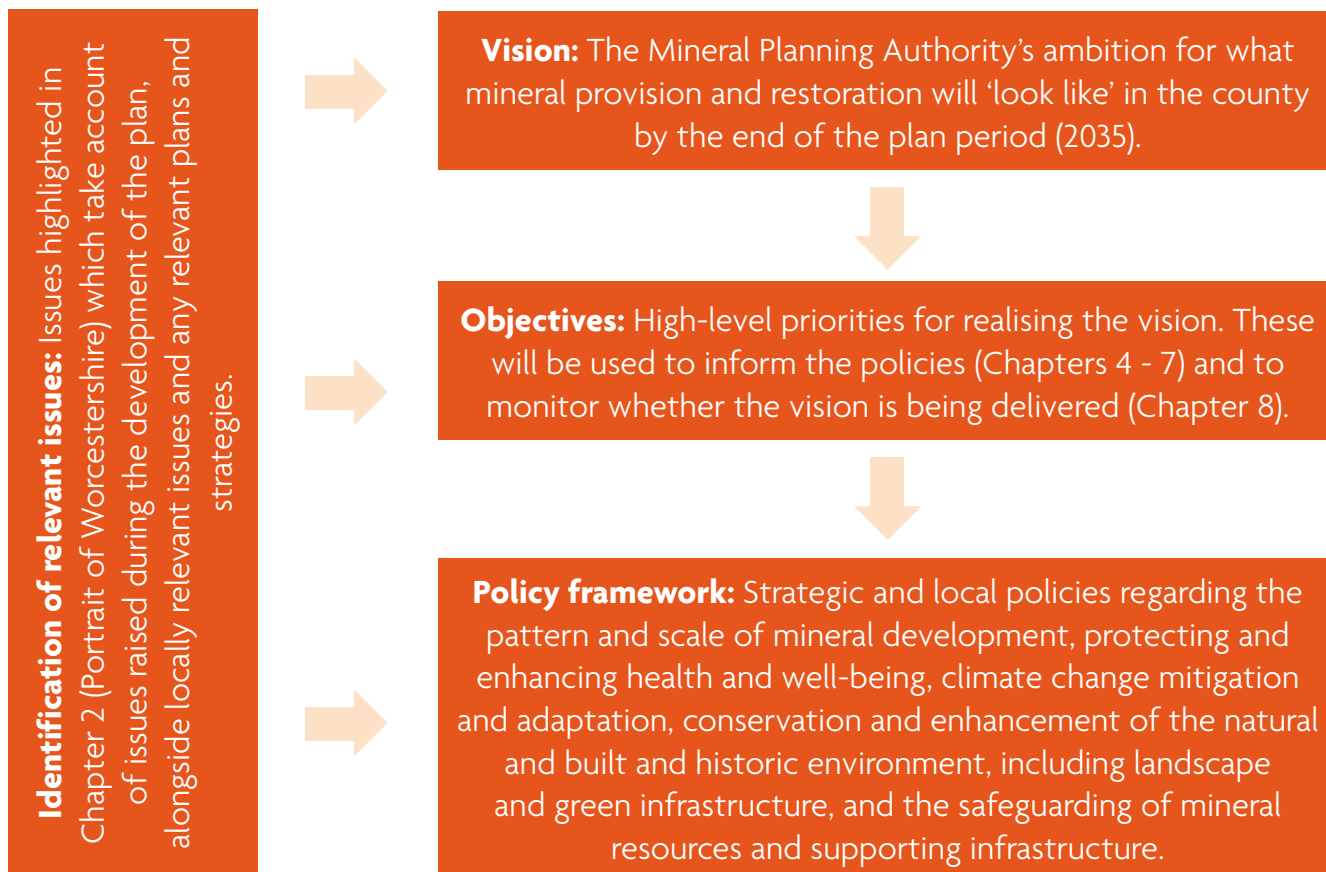 Identification of relevant issues: Issues highlighted in
Chapter 2 (Portrait of Worcestershire) which take account
of issues raised during the development of the plan,
alongside locally relevant issues and any relevant plans and
strategies.
Vision: The Mineral Planning Authority’s ambition for what
mineral provision and restoration will ‘look like’ in the county
by the end of the plan period (2035).
Objectives: High-level priorities for realising the vision. These
will be used to inform the policies (Chapters 4 - 7) and to
monitor whether the vision is being delivered (Chapter 8).
Policy framework: Strategic and local policies regarding the
pattern and scale of mineral development, protecting and
enhancing health and well-being, climate change mitigation
and adaptation, conservation and enhancement of the natural
and built and historic environment, including landscape
and green infrastructure, and the safeguarding of mineral
resources and supporting infrastructure.